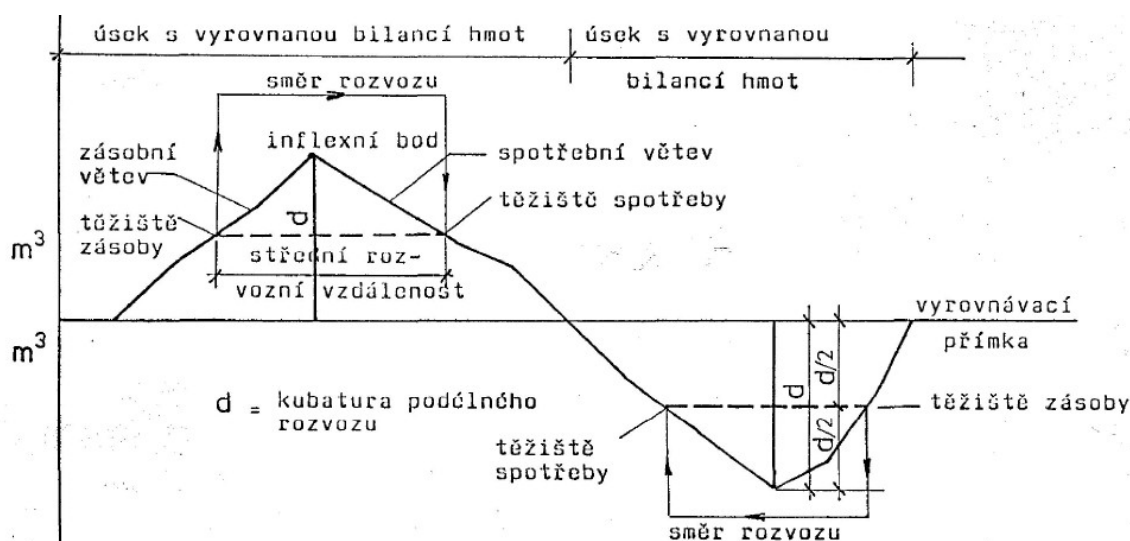 úsek s vyrovnanou bilancí hmot
úsek s vyrovnanou
bilancí hmot
směr rozvozu
inflexní bod
zásobní
větev
spotřební větev
těžiště
zásoby
těžiště spotřeby
d
m³
střední roz-
vozní vzdálenost
vyrovnávací
přímka
m³
d = kubatura podélného
rozvozu
d
d/2
d/2
těžiště zásoby
těžiště
spotřeby
směr rozvozu